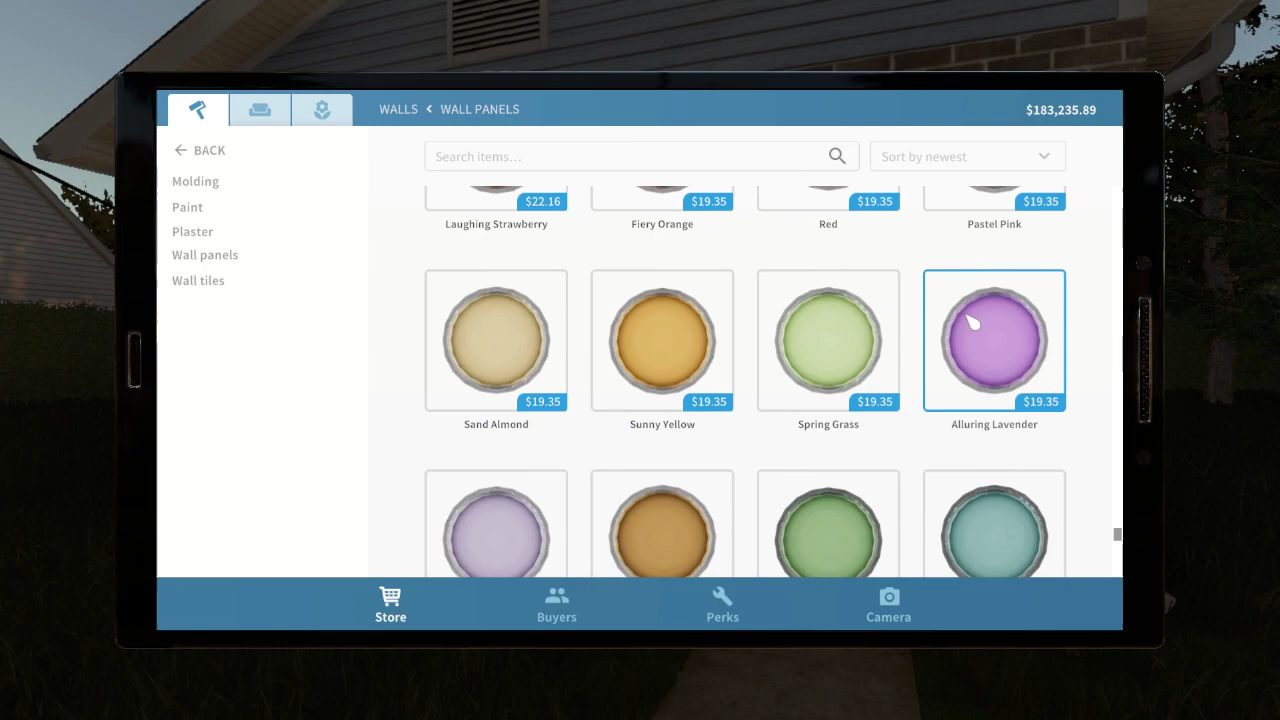 WALLS < WALL PANELS
$183,235.89
BACK
Search items...
Sort by newest
Molding
Paint
Plaster
Wall panels
Wall tiles
$22.16
$19.35
$19.35
$19.35
Laughing Strawberry
Fiery Orange
Red
Pastel Pink
$19.35
$19.35
$19.35
$19.35
Sand Almond
Sunny Yellow
Spring Grass
Alluring Lavender
Store
Buyers
Perks
Camera